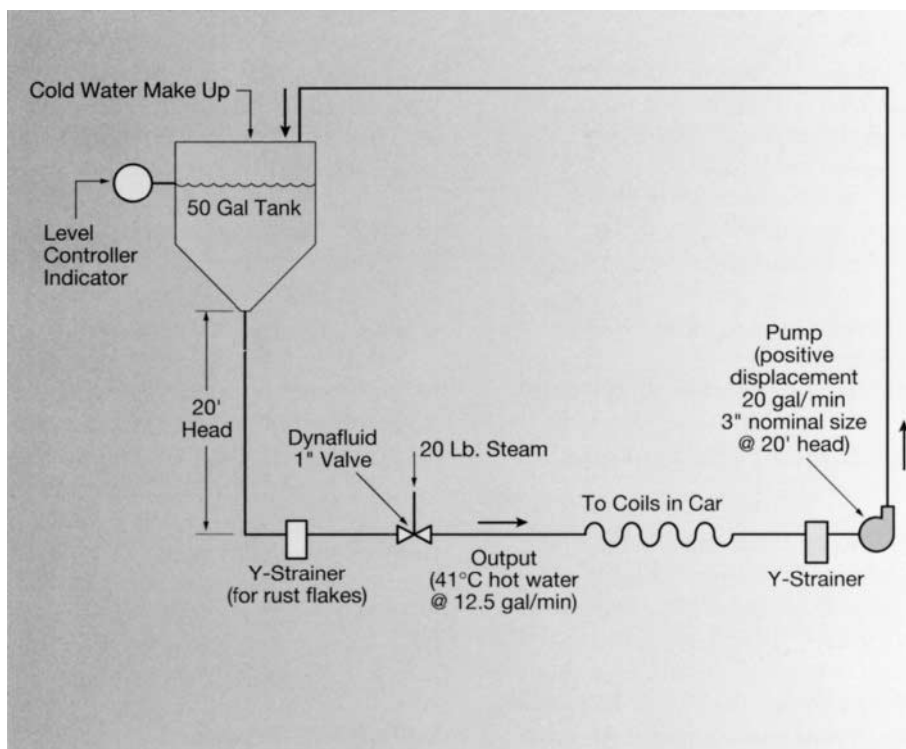 Cold Water Make Up
50 Gal Tank
Level
Controller
Indicator
20'
Head
Dynafluid
1" Valve
20 Lb. Steam
Pump
(positive
displacement
20 gal/min
3" nominal size
@ 20' head)
To Coils in Car
Y-Strainer
(for rust flakes)
Output
(41°C hot water
@ 12.5 gal/min)
Y-Strainer